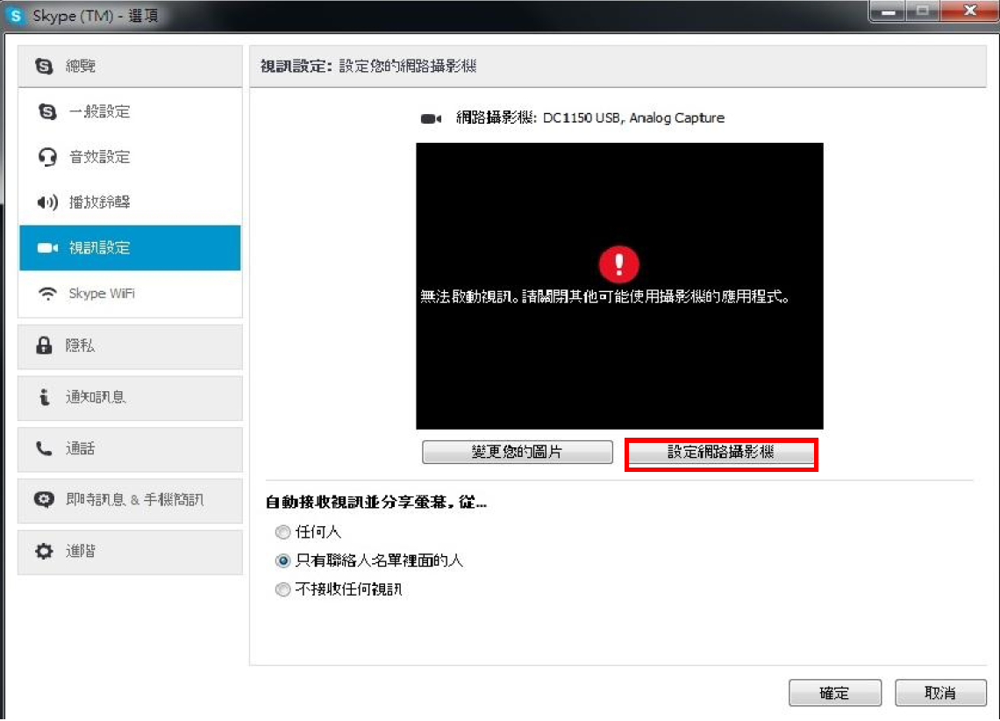 Skype (TM) - 選項
總覽
一般設定
音效設定
播放鈴聲
視訊設定
Skype WiFi
隱私
通知訊息
通話
即時訊息 & 手機簡訊
進階
視訊設定: 設定您的網路攝影機
網路攝影機: DC1150 USB, Analog Capture
無法啟動視訊。請關閉其他可能使用攝影機的應用程式。
變更您的圖片
設定網路攝影機
自動接收視訊並分享螢幕, 從...
任何人
只有聯絡人名單裡面的人
不接收任何視訊
確定
取消